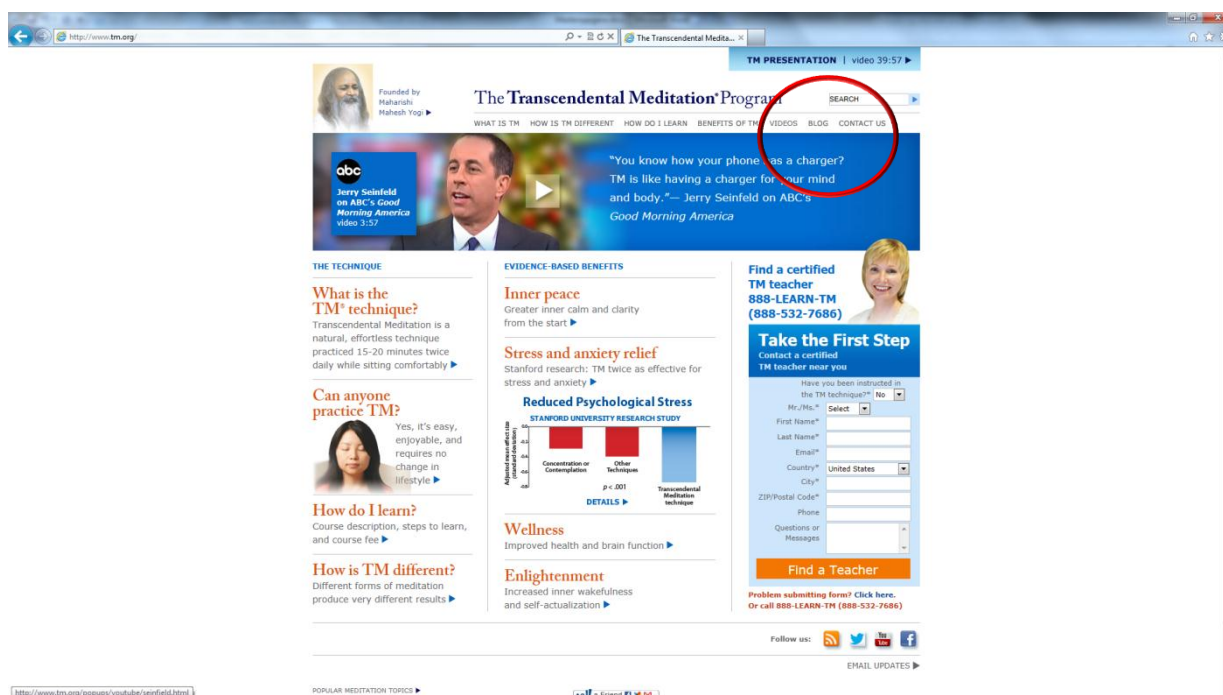 http://www.tm.org/
The Transcendental Medita...
TM PRESENTATION | video 39:57
Founded by
Maharishi
Mahesh Yogi
The Transcendental Meditation® Program
SEARCH
WHAT IS TM HOW IS TM DIFFERENT HOW DO I LEARN BENEFITS OF TM VIDEOS BLOG CONTACT US
abc
Jerry Seinfeld
on ABC's Good
Morning America
video 3:57
"You know how your phone has a charger?
TM is like having a charger for your mind
and body."— Jerry Seinfeld on ABC's
Good Morning America
THE TECHNIQUE
What is the
TM® technique?
Transcendental Meditation is a
natural, effortless technique
practiced 15-20 minutes twice
daily while sitting comfortably
Can anyone
practice TM?
Yes, it's easy,
enjoyable, and
requires no
change in
lifestyle
How do I learn?
Course description, steps to learn,
and course fee
How is TM different?
Different forms of meditation
produce very different results
EVIDENCE-BASED BENEFITS
Inner peace
Greater inner calm and clarity
from the start
Stress and anxiety relief
Stanford research: TM twice as effective for
stress and anxiety
Reduced Psychological Stress
STANFORD UNIVERSITY RESEARCH STUDY
Adjusted mean effect size
(standard deviation)
Concentration or
Contemplation
Other
Techniques
p < .001
Transcendental
Meditation
technique
DETAILS
Wellness
Improved health and brain function
Enlightenment
Increased inner wakefulness
and self-actualization
Find a certified
TM teacher
888-LEARN-TM
(888-532-7686)
Take the First Step
Contact a certified
TM teacher near you
Have you been instructed in
the TM technique?* No
Mr./Ms.* Select
First Name*
Last Name*
Email*
Country* United States
City*
ZIP/Postal Code*
Phone
Questions or
Messages
Find a Teacher
Problem submitting form? Click here.
Or call 888-LEARN-TM (888-532-7686)
Follow us:
You
Tube
EMAIL UPDATES
POPULAR MEDITATION TOPICS
a Friend
http://www.tm.org/popups/youtube/seinfield.html